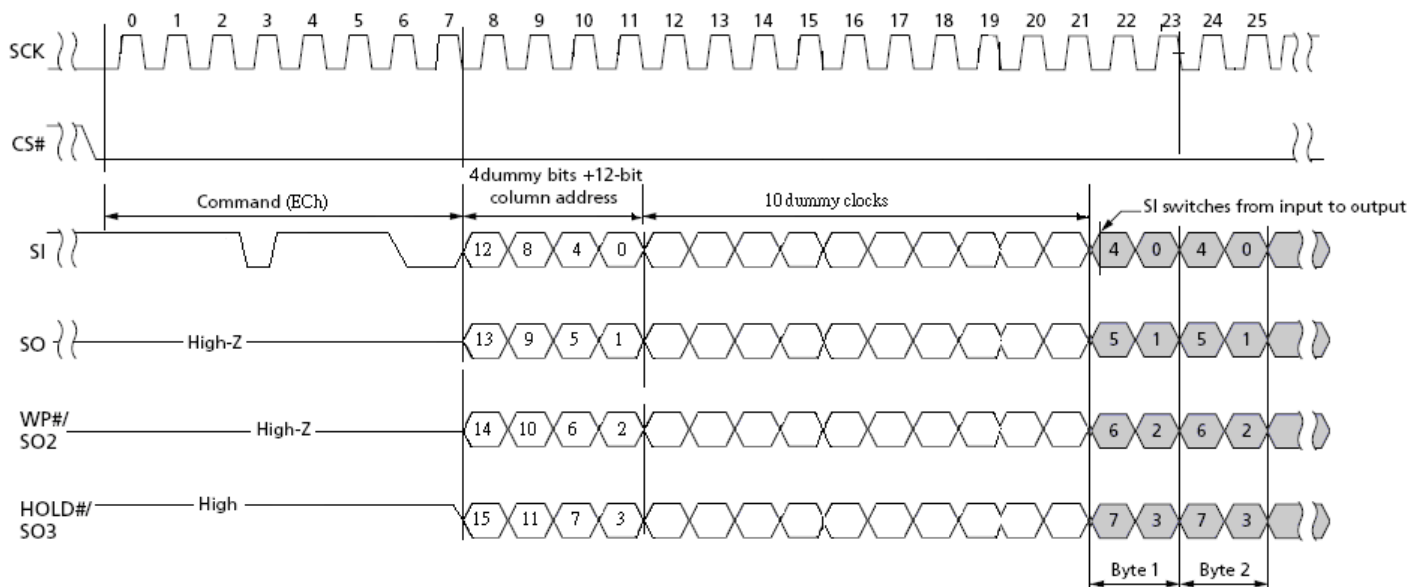 0 1 2 3 4 5 6 7 8 9 10 11 12 13 14 15 16 17 18 19 20 21 22 23 24 25
SCK
CS#
4dummy bits +12-bit
column address
Command (ECh)
10 dummy clocks
SI switches from input to output
SI
12 8 4 0 4 0 4 0
SO
High-Z
13 9 5 1 5 1 5 1
WP#/
SO2
High-Z
14 10 6 2 6 2 6 2
HOLD#/
SO3
High
15 11 7 3 7 3 7 3
Byte 1 Byte 2